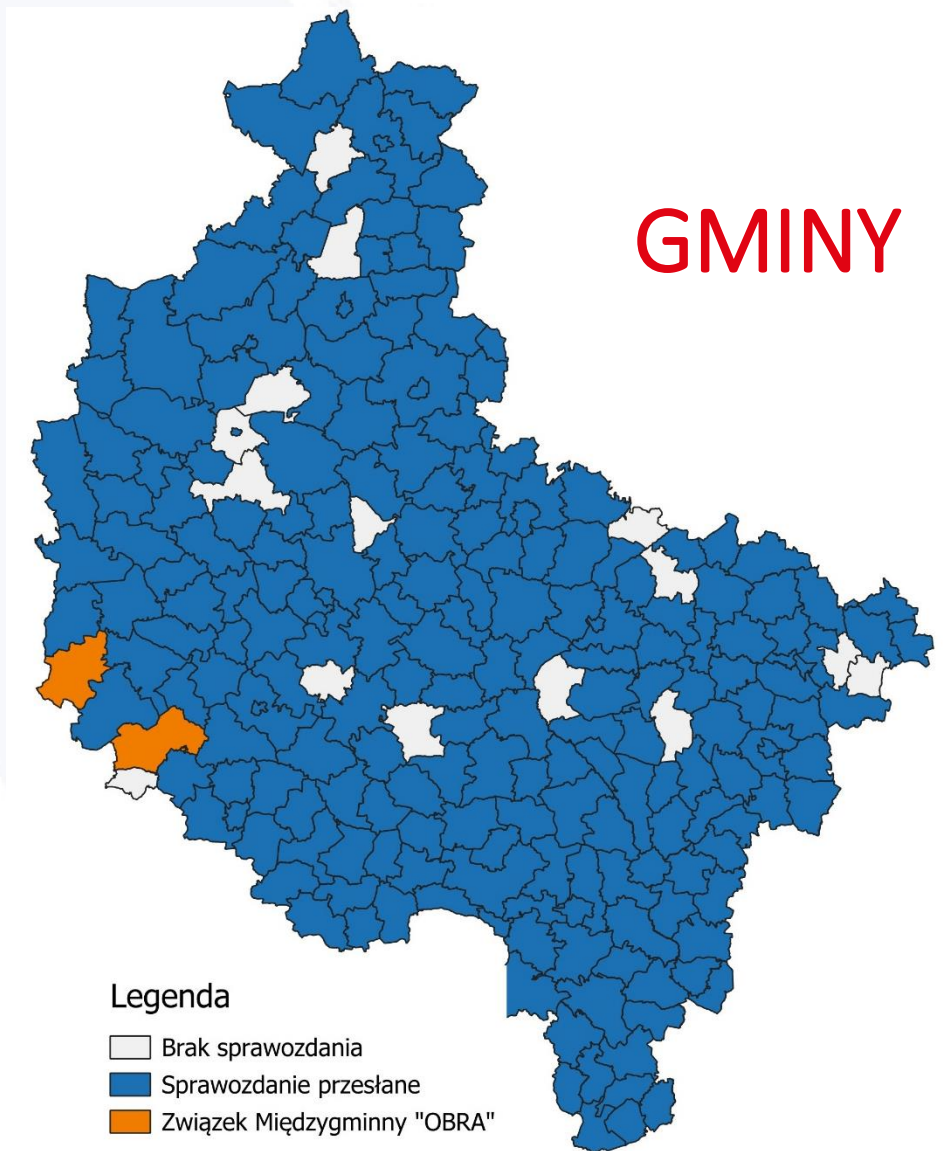 GMINY
Legenda
Brak sprawozdania
Sprawozdanie przesłane
Związek Międzygminny "OBRA"